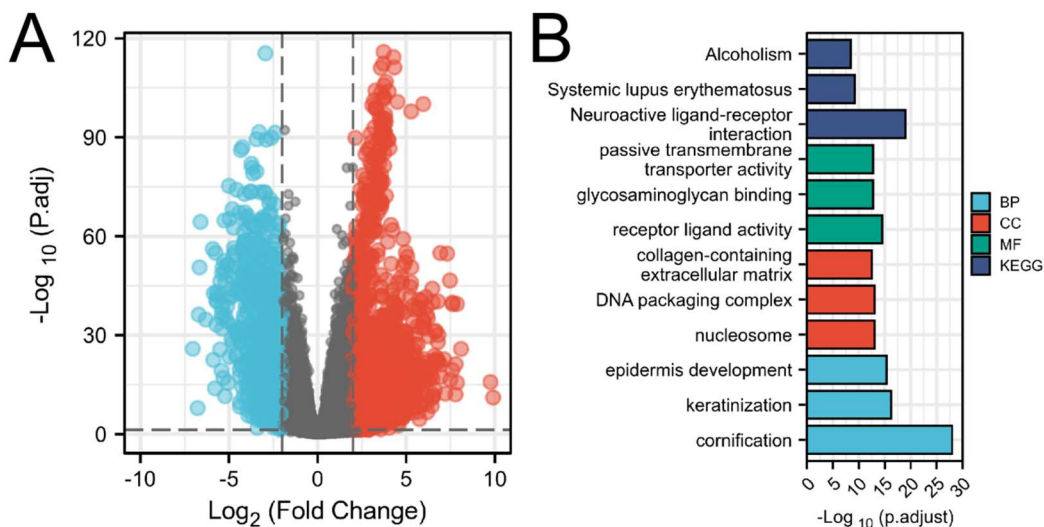 A
120
90
60
30
0
-Log 10 (P.adj)
-10
-5
0
5
10
Log2 (Fold Change)
B
Alcoholism
Systemic lupus erythematosus
Neuroactive ligand-receptor
interaction
passive transmembrane
transporter activity
glycosaminoglycan binding
receptor ligand activity
collagen-containing
extracellular matrix
DNA packaging complex
nucleosome
epidermis development
keratinization
cornification
0
5
10
15
20
25
30
-Log 10 (p.adjust)
BP
CC
MF
KEGG